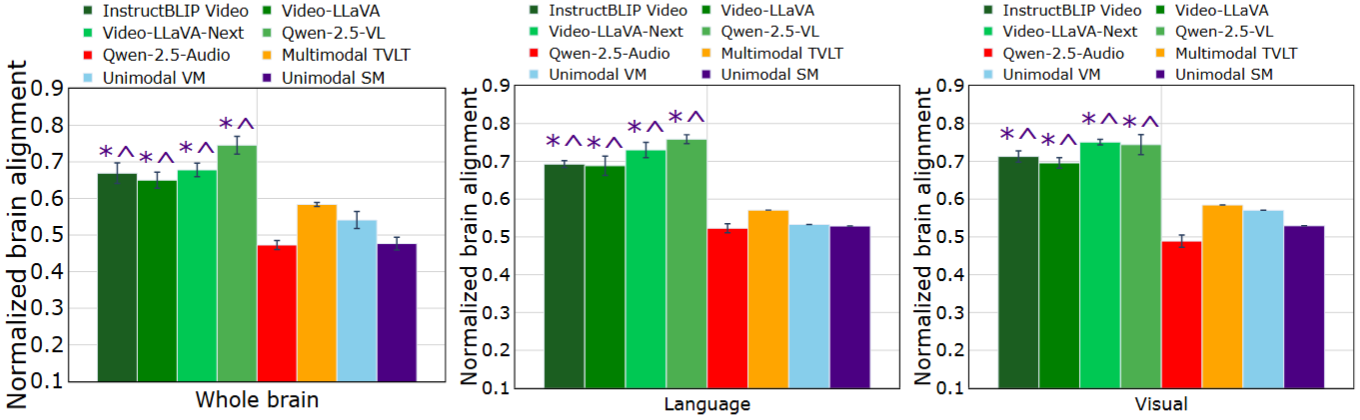 InstructBLIP Video Video-LLaVA
Video-LLaVA-Next Qwen-2.5-VL
Qwen-2.5-Audio Multimodal TVLT
Unimodal VM Unimodal SM
Normalized brain alignment
0.9
0.8
0.7
0.6
0.5
0.4
0.3
0.2
0.1
*^ *^ *^ *^
Whole brain
InstructBLIP Video Video-LLaVA
Video-LLaVA-Next Qwen-2.5-VL
Qwen-2.5-Audio Multimodal TVLT
Unimodal VM Unimodal SM
Normalized brain alignment
0.9
0.8
0.7
0.6
0.5
0.4
0.3
0.2
0.1
*^ *^ *^ *^
Language
InstructBLIP Video Video-LLaVA
Video-LLaVA-Next Qwen-2.5-VL
Qwen-2.5-Audio Multimodal TVLT
Unimodal VM Unimodal SM
Normalized brain alignment
0.9
0.8
0.7
0.6
0.5
0.4
0.3
0.2
0.1
*^ *^ *^ *^
Visual